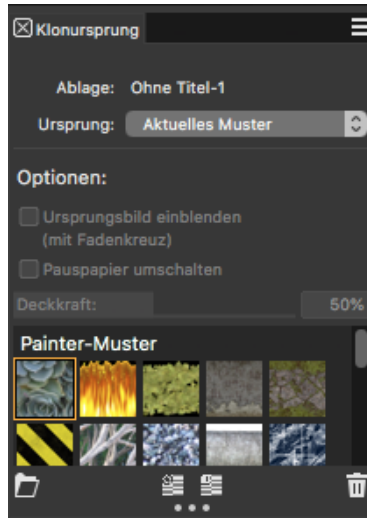 Klonursprung
Ablage: Ohne Titel-1
Ursprung: Aktuelles Muster
Optionen:
Ursprungsbild einblenden
(mit Fadenkreuz)
Pauspapier umschalten
Deckkraft: 50%
Painter-Muster